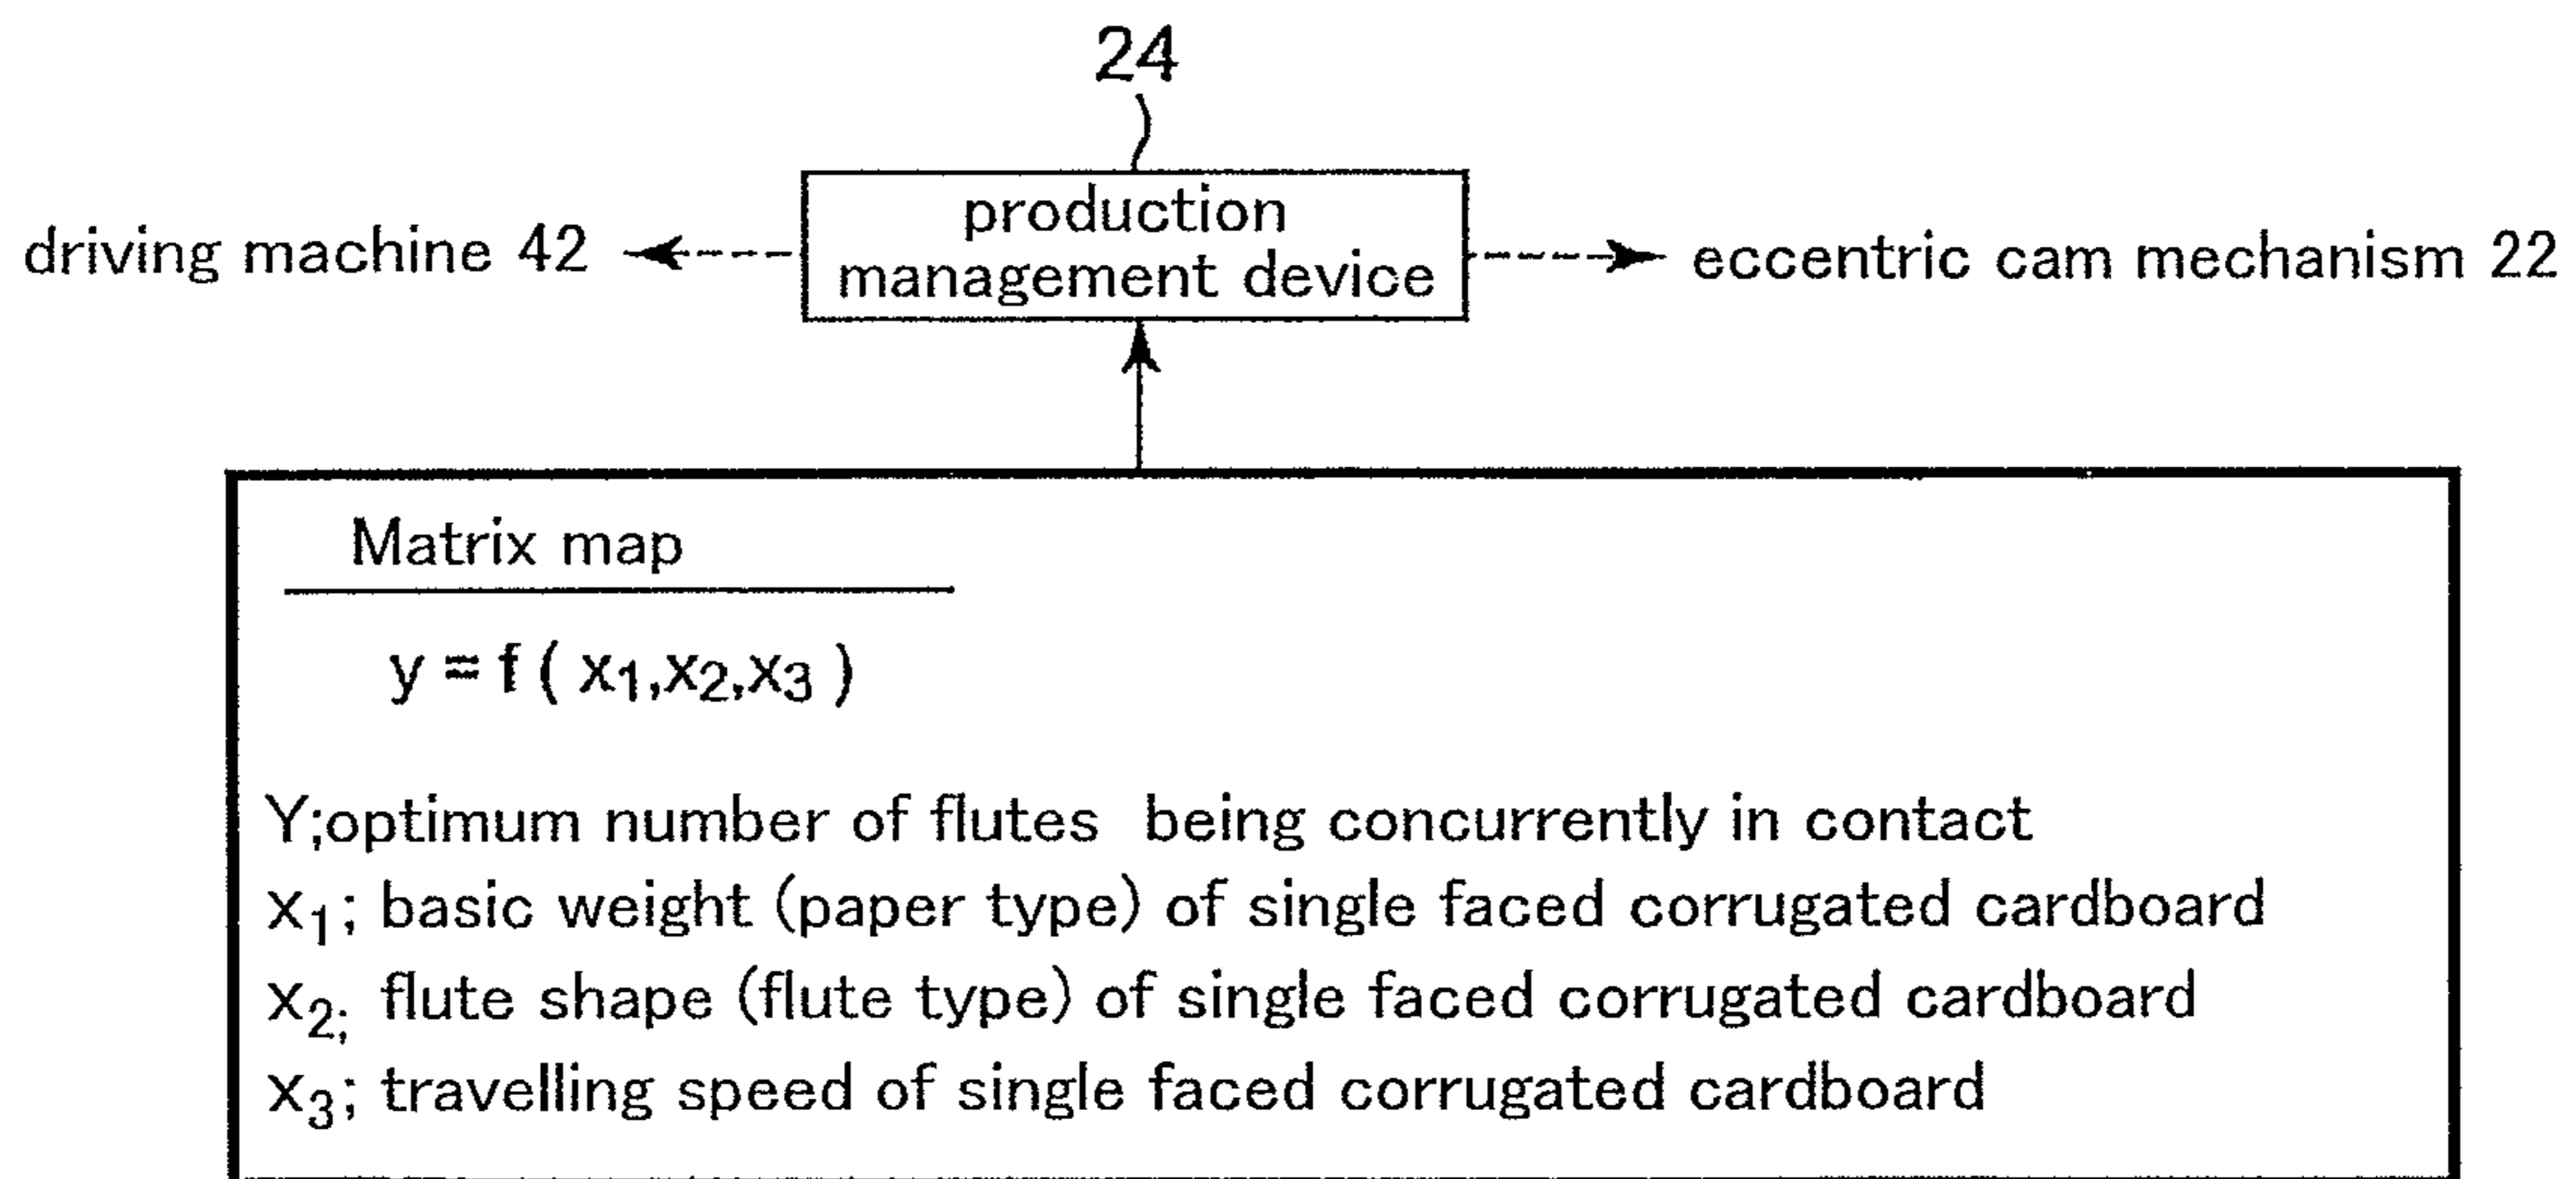 24
production
management device
driving machine 42
eccentric cam mechanism 22
Matrix map
y = f ( x₁,x₂,x₃ )
Y;optimum number of flutes being concurrently in contact
x₁; basic weight (paper type) of single faced corrugated cardboard
x₂; flute shape (flute type) of single faced corrugated cardboard
x₃; travelling speed of single faced corrugated cardboard